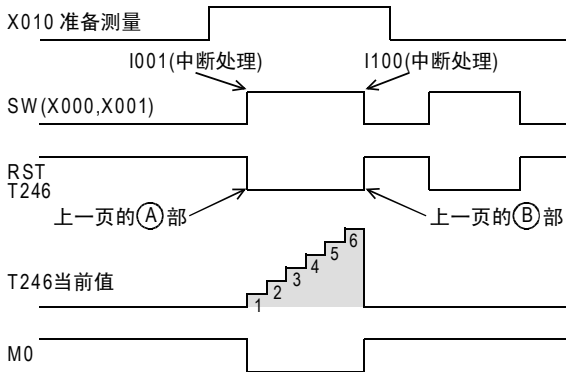 X010 准备测量
I001(中断处理) I100(中断处理)
SW(X000,X001)
RST
T246
上一页的Ⓐ部 上一页的Ⓑ部
T246当前值
1 2 3 4 5 6
M0